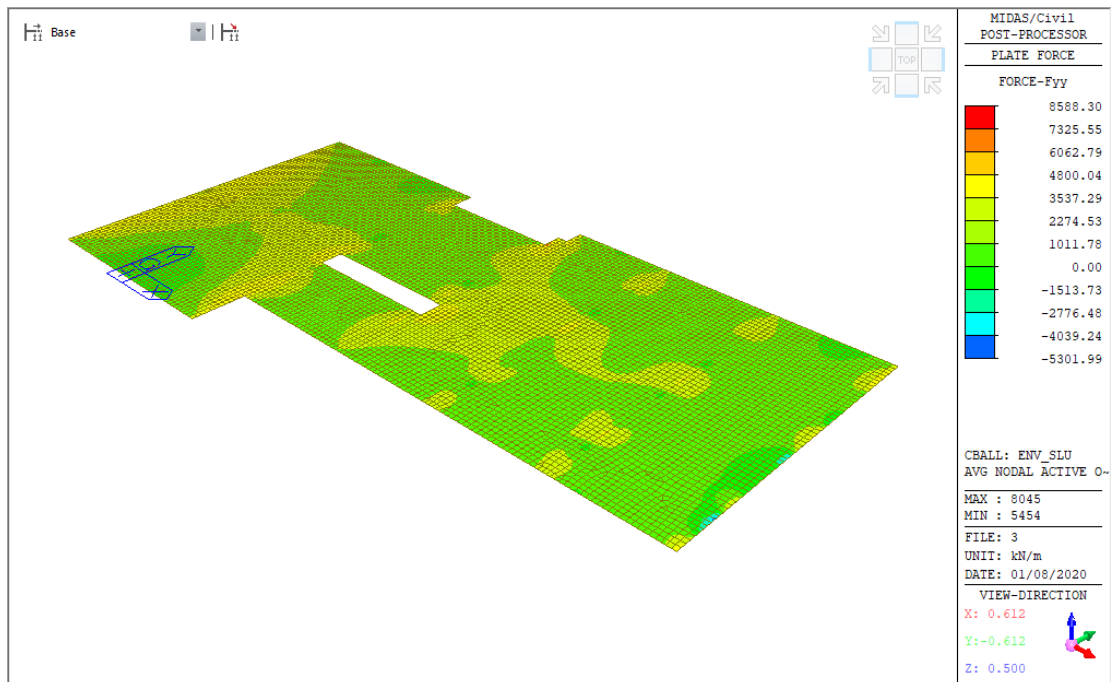 Base
TOP
MIDAS/Civil
POST-PROCESSOR
PLATE FORCE
FORCE-Fyy
8588.30
7325.55
6062.79
4800.04
3537.29
2274.53
1011.78
0.00
-1513.73
-2776.48
-4039.24
-5301.99
CBALL: ENV_SLU
AVG NODAL ACTIVE O~
MAX : 8045
MIN : 5454
FILE: 3
UNIT: kN/m
DATE: 01/08/2020
VIEW-DIRECTION
X: 0.612
Y:-0.612
Z: 0.500